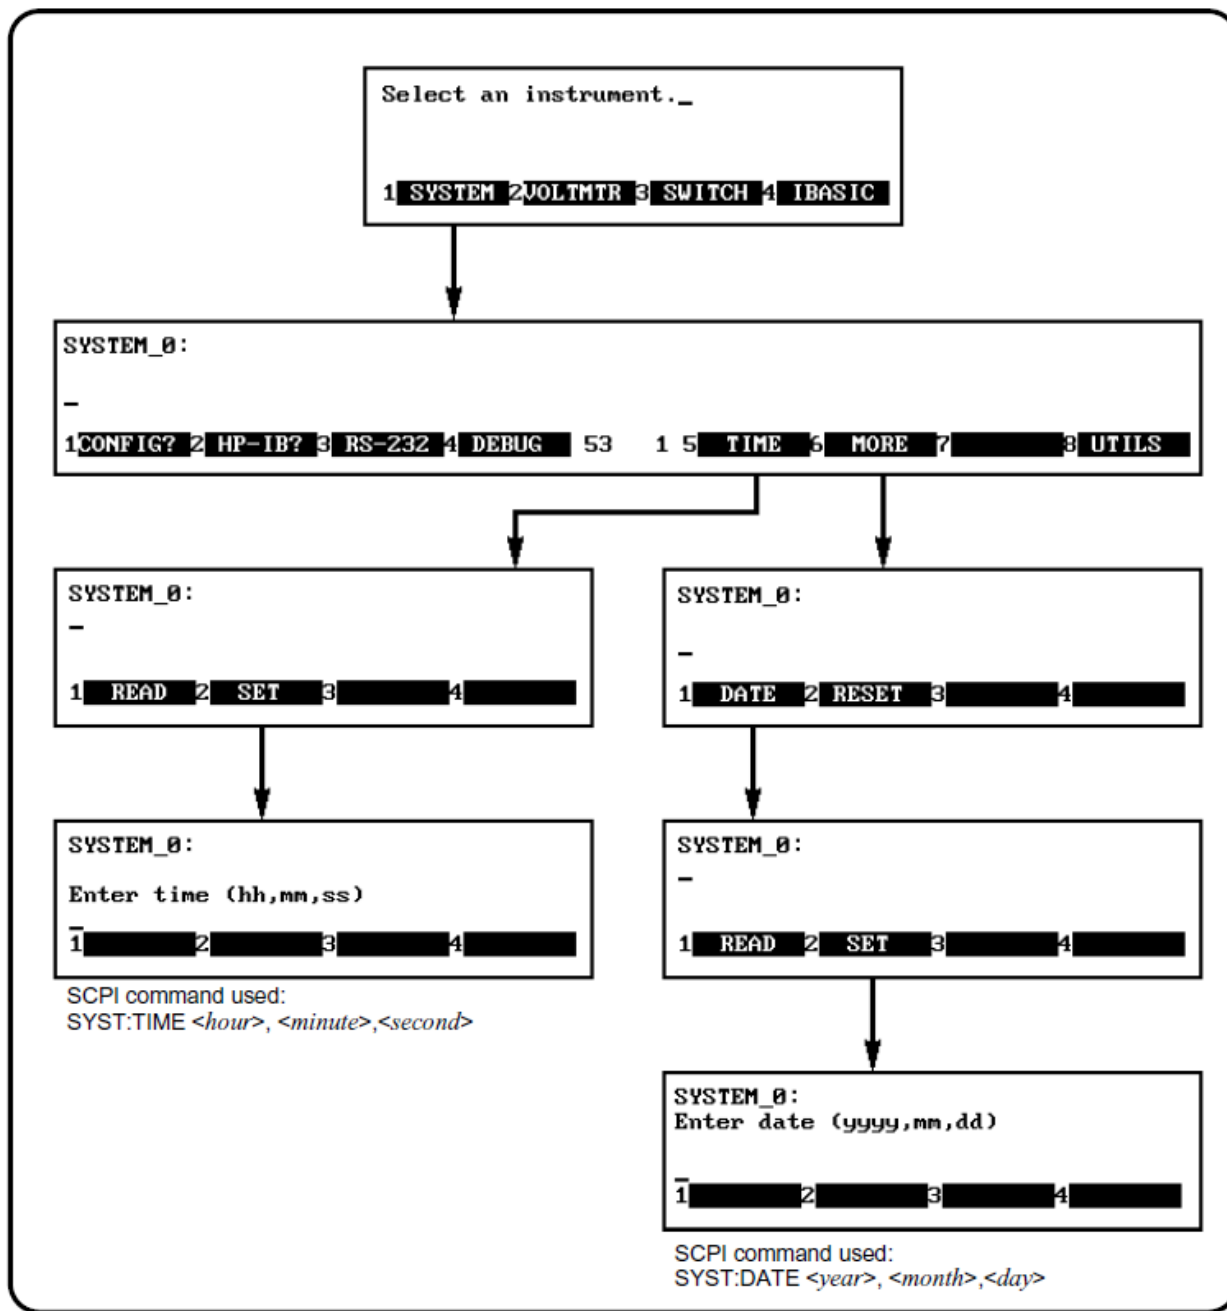 Select an instrument._
1 SYSTEM 2VOLTMTR 3 SWITCH 4 IBASIC
SYSTEM_0:
_
1CONFIG? 2 HP-IB? 3 RS-232 4 DEBUG 53 1 5 TIME 6 MORE 7 8 UTILS
SYSTEM_0:
_
1 READ 2 SET 3 4
SYSTEM_0:
Enter time (hh,mm,ss)
_
1 2 3 4
SCPI command used:
SYST:TIME <hour>, <minute>,<second>
SYSTEM_0:
_
1 DATE 2 RESET 3 4
SYSTEM_0:
_
1 READ 2 SET 3 4
SYSTEM_0:
Enter date (yyyy,mm,dd)
_
1 2 3 4
SCPI command used:
SYST:DATE <year>, <month>,<day>